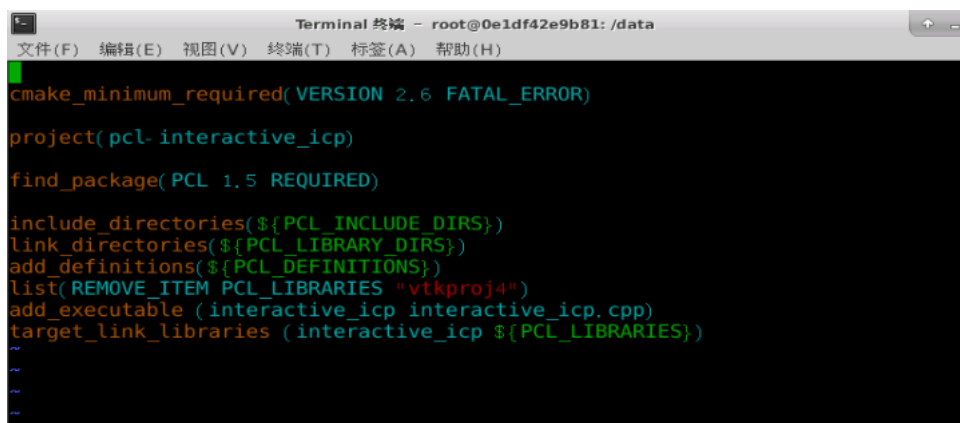 Terminal 终端 - root@0e1df42e9b81: /data
文件(F) 编辑(E) 视图(V) 终端(T) 标签(A) 帮助(H)
cmake_minimum_required(VERSION 2.6 FATAL_ERROR)
project(pcl-interactive_icp)
find_package(PCL 1.5 REQUIRED)
include_directories(${PCL_INCLUDE_DIRS})
link_directories(${PCL_LIBRARY_DIRS})
add_definitions(${PCL_DEFINITIONS})
list(REMOVE_ITEM PCL_LIBRARIES "vtkproj4")
add_executable (interactive_icp interactive_icp.cpp)
target_link_libraries (interactive_icp ${PCL_LIBRARIES})
~
~
~
~